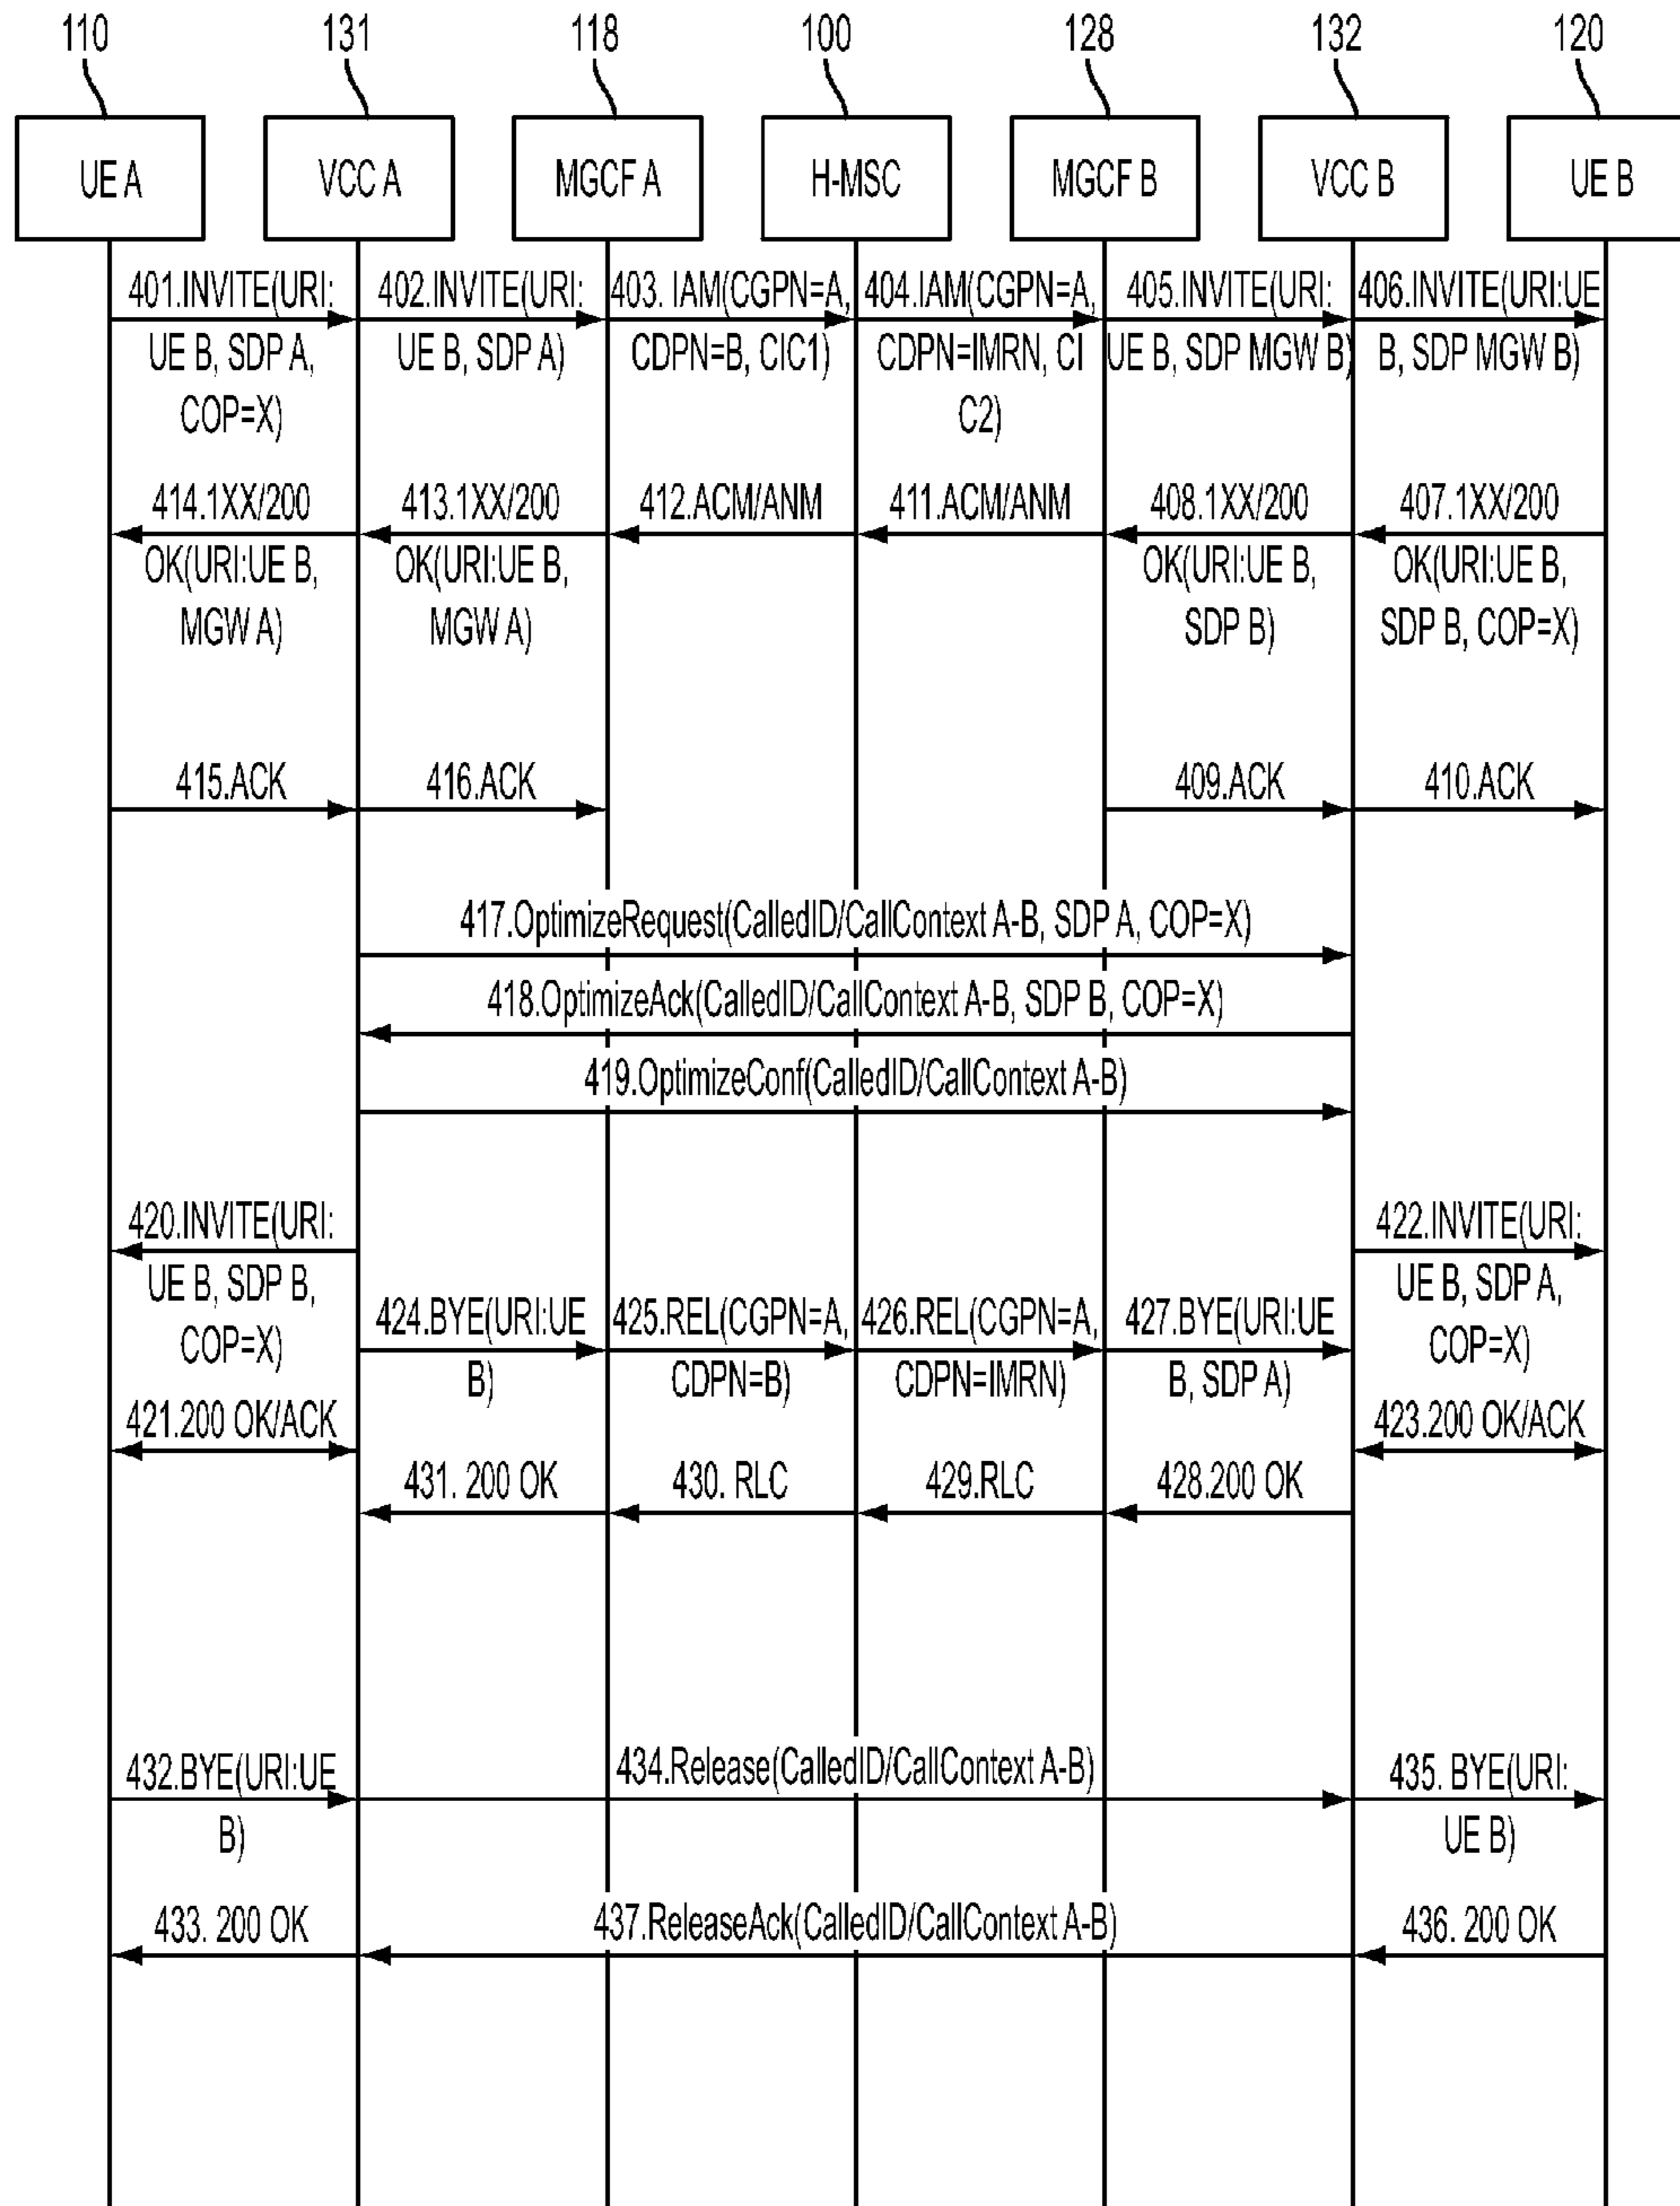 110
131
118
100
128
132
120
UE A
VCC A
MGCF A
H-MSC
MGCF B
VCC B
UE B
401.INVITE(URI:
UE B, SDP A,
COP=X)
402.INVITE(URI:
UE B, SDP A)
403. IAM(CGPN=A,
CDPN=B, CIC1)
404.IAM(CGPN=A,
CDPN=IMRN, CI
C2)
405.INVITE(URI:
UE B, SDP MGW B)
406.INVITE(URI:UE
B, SDP MGW B)
414.1XX/200
OK(URI:UE B,
MGW A)
413.1XX/200
OK(URI:UE B,
MGW A)
412.ACM/ANM
411.ACM/ANM
408.1XX/200
OK(URI:UE B,
SDP B)
407.1XX/200
OK(URI:UE B,
SDP B, COP=X)
415.ACK
416.ACK
409.ACK
410.ACK
417.OptimizeRequest(CalledID/CallContext A-B, SDP A, COP=X)
418.OptimizeAck(CalledID/CallContext A-B, SDP B, COP=X)
419.OptimizeConf(CalledID/CallContext A-B)
420.INVITE(URI:
UE B, SDP B,
COP=X)
422.INVITE(URI:
UE B, SDP A,
COP=X)
424.BYE(URI:UE
B)
425.REL(CGPN=A,
CDPN=B)
426.REL(CGPN=A,
CDPN=IMRN)
427.BYE(URI:UE
B, SDP A)
421.200 OK/ACK
423.200 OK/ACK
431. 200 OK
430. RLC
429.RLC
428.200 OK
432.BYE(URI:UE
B)
434.Release(CalledID/CallContext A-B)
435. BYE(URI:
UE B)
433. 200 OK
437.ReleaseAck(CalledID/CallContext A-B)
436. 200 OK